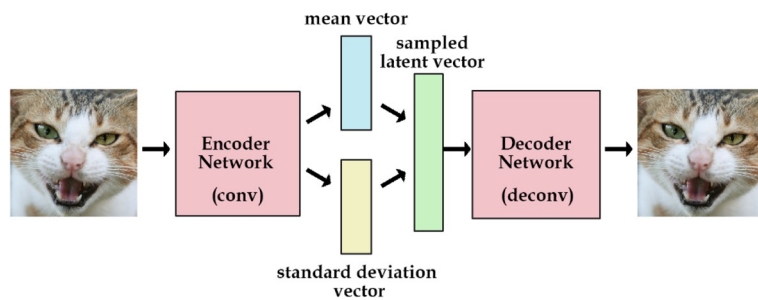 mean vector
sampled
latent vector
Encoder
Network
(conv)
Decoder
Network
(deconv)
standard deviation
vector